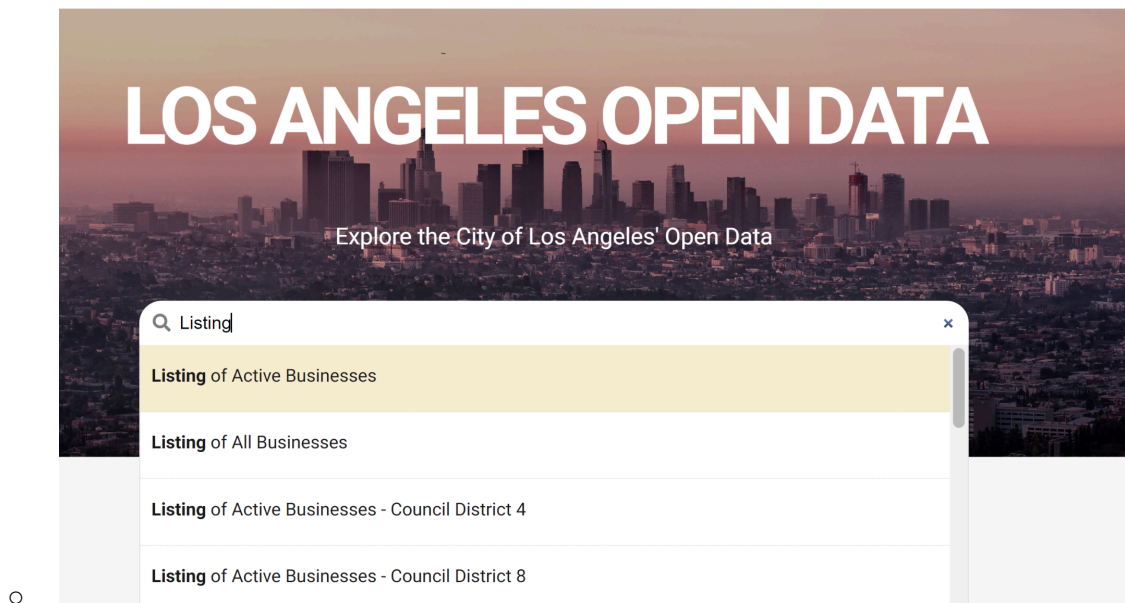 LOS ANGELES OPEN DATA
Explore the City of Los Angeles' Open Data
Listing
Listing of Active Businesses
Listing of All Businesses
Listing of Active Businesses - Council District 4
Listing of Active Businesses - Council District 8